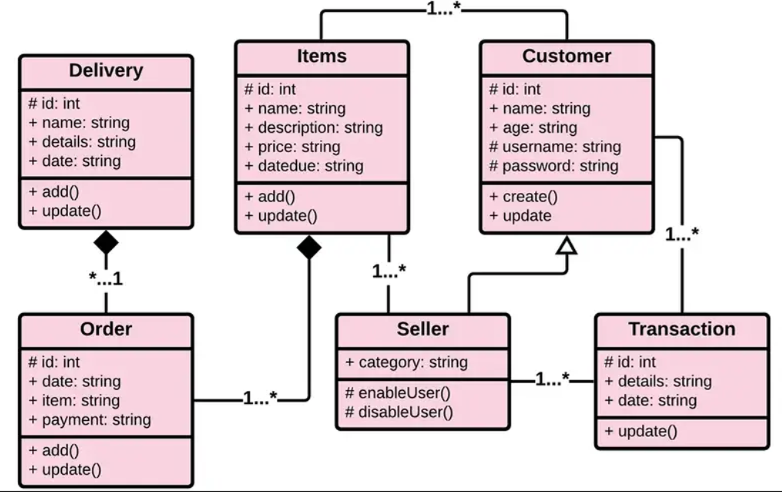 1...*
Delivery
# id: int
+ name: string
+ details: string
+ date: string
+ add()
+ update()
Items
# id: int
+ name: string
+ description: string
+ price: string
+ datedue: string
+ add()
+ update()
Customer
# id: int
+ name: string
+ age: string
# username: string
# password: string
+ create()
+ update
*...1
1...*
1...*
Order
# id: int
+ date: string
+ item: string
+ payment: string
+ add()
+ update()
1...*
Seller
+ category: string
# enableUser()
# disableUser()
1...*
Transaction
# id: int
+ details: string
+ date: string
+ update()